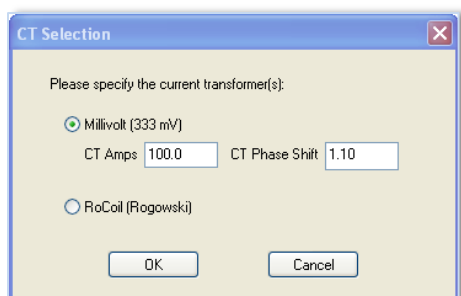 CT Selection
Please specify the current transformer(s):
Millivolt (333 mV)
CT Amps 100.0 CT Phase Shift 1.10
RoCoil (Rogowski)
OK Cancel